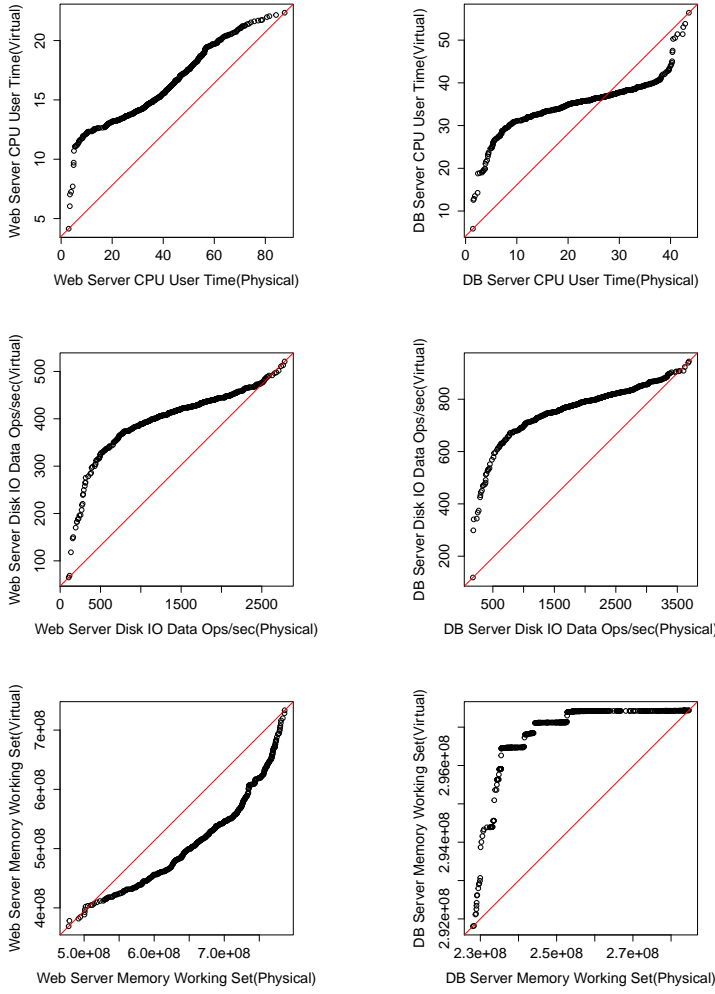 Web Server CPU User Time(Virtual)
5 10 15 20
0 20 40 60 80
Web Server CPU User Time(Physical)
DB Server CPU User Time(Virtual)
10 20 30 40 50
0 10 20 30 40
DB Server CPU User Time(Physical)
Web Server Disk IO Data Ops/sec(Virtual)
100 200 300 400 500
0 500 1500 2500
Web Server Disk IO Data Ops/sec(Physical)
DB Server Disk IO Data Ops/sec(Virtual)
200 400 600 800
500 1500 2500 3500
DB Server Disk IO Data Ops/sec(Physical)
Web Server Memory Working Set(Virtual)
4e+08 5e+08 6e+08 7e+08
5.0e+08 6.0e+08 7.0e+08
Web Server Memory Working Set(Physical)
DB Server Memory Working Set(Virtual)
2.92e+08 2.94e+08 2.96e+08
2.3e+08 2.5e+08 2.7e+08
DB Server Memory Working Set(Physical)